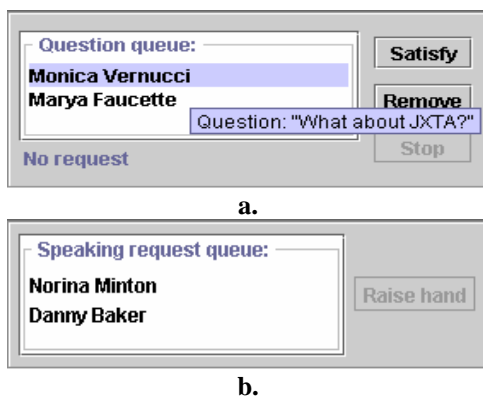 Question queue:
Satisfy
Monica Vernucci
Marya Faucette
Remove
Question: "What about JXTA?"
Stop
No request
a.
Speaking request queue:
Norina Minton
Raise hand
Danny Baker
b.